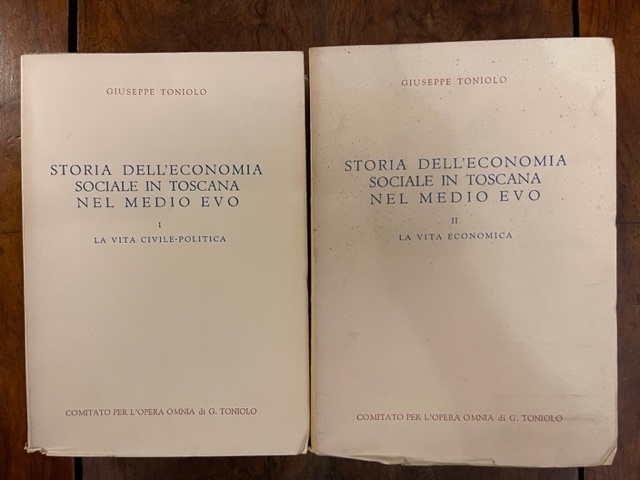 GIUSEPPE TONIOLO
STORIA DELL'ECONOMIA
SOCIALE IN TOSCANA
NEL MEDIO EVO
I
LA VITA CIVILE-POLITICA
COMITATO PER L'OPERA OMNIA di G. TONIOLO
GIUSEPPE TONIOLO
STORIA DELL'ECONOMIA
SOCIALE IN TOSCANA
NEL MEDIO EVO
II
LA VITA ECONOMICA
COMITATO PER L'OPERA OMNIA di G. TONIOLO